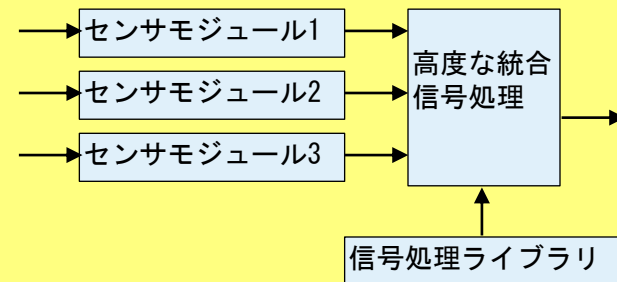 センサモジュール1
センサモジュール2
センサモジュール3
高度な統合
信号処理
信号処理ライブラリ